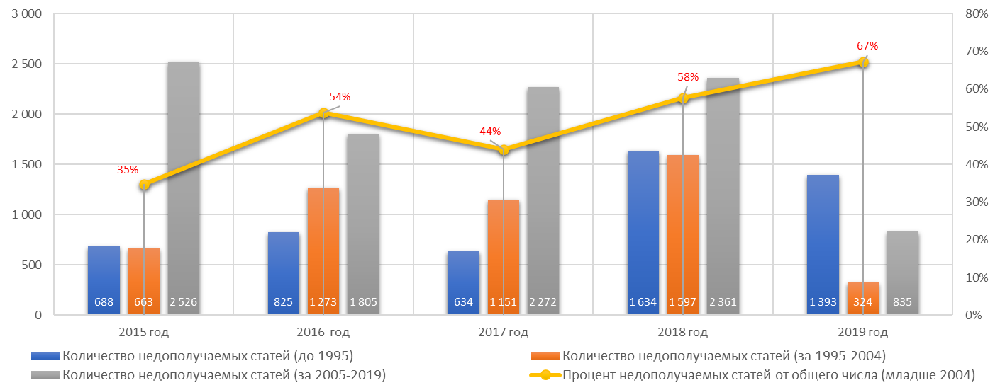 3 000
2 500
2 000
1 500
1 000
500
0
80%
70%
60%
50%
40%
30%
20%
10%
0%
35%
54%
44%
58%
67%
688 663 2 526
825 1 273 1 805
634 1 151 2 272
1 634 1 597 2 361
1 393 324 835
2015 год 2016 год 2017 год 2018 год 2019 год
Количество недополучаемых статей (до 1995) Количество недополучаемых статей (за 1995-2004)
Количество недополучаемых статей (за 2005-2019) Процент недополучаемых статей от общего числа (младше 2004)